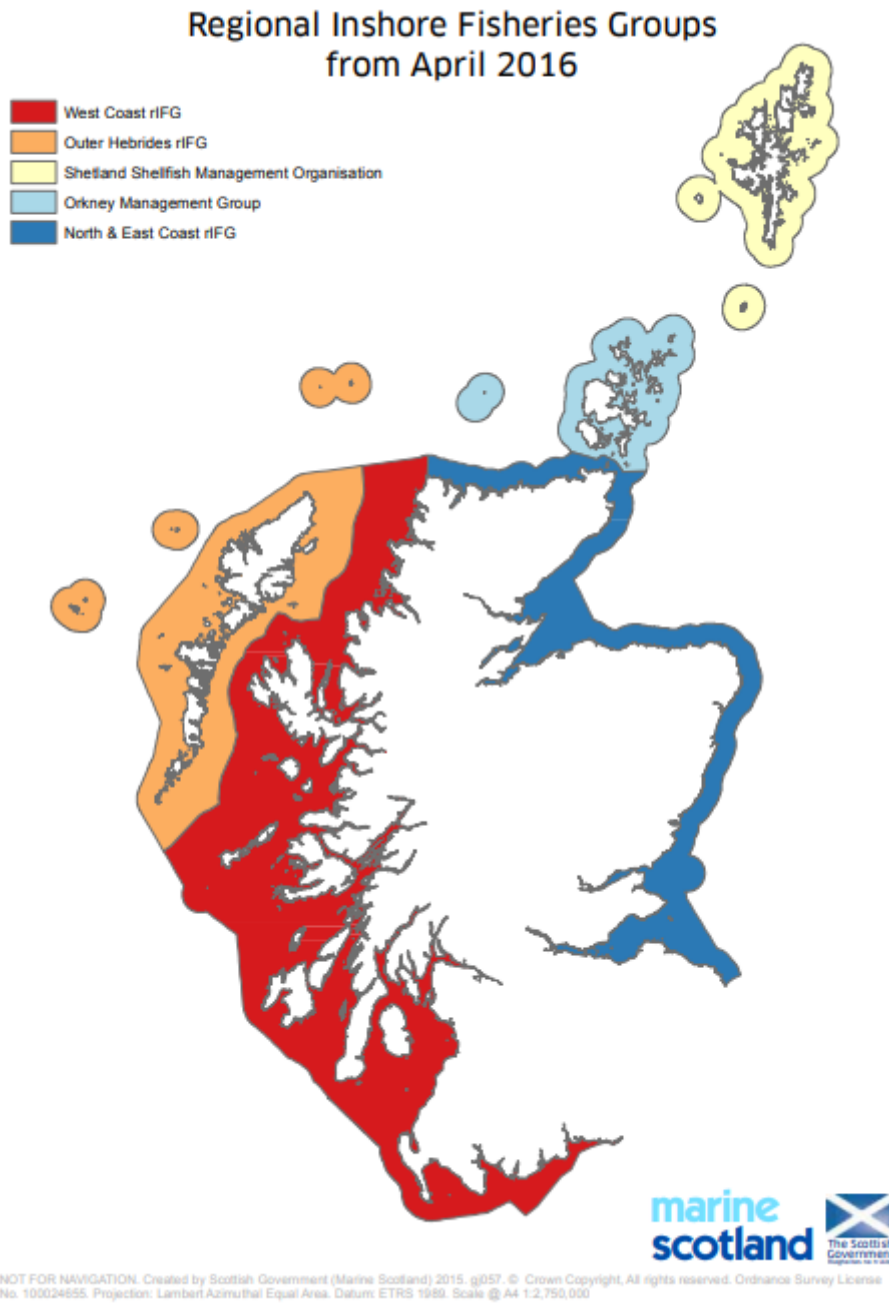 Regional Inshore Fisheries Groups
from April 2016
West Coast rIFG
Outer Hebrides rIFG
Shetland Shellfish Management Organisation
Orkney Management Group
North & East Coast rIFG
marine
scotland
The Scottish
Government
NOT FOR NAVIGATION. Created by Scottish Government (Marine Scotland) 2015. gj057. © Crown Copyright, All rights reserved. Ordnance Survey License
No. 100024655. Projection: Lambert Azimuthal Equal Area. Datum: ETRS 1989. Scale @ A4 1:2,750,000